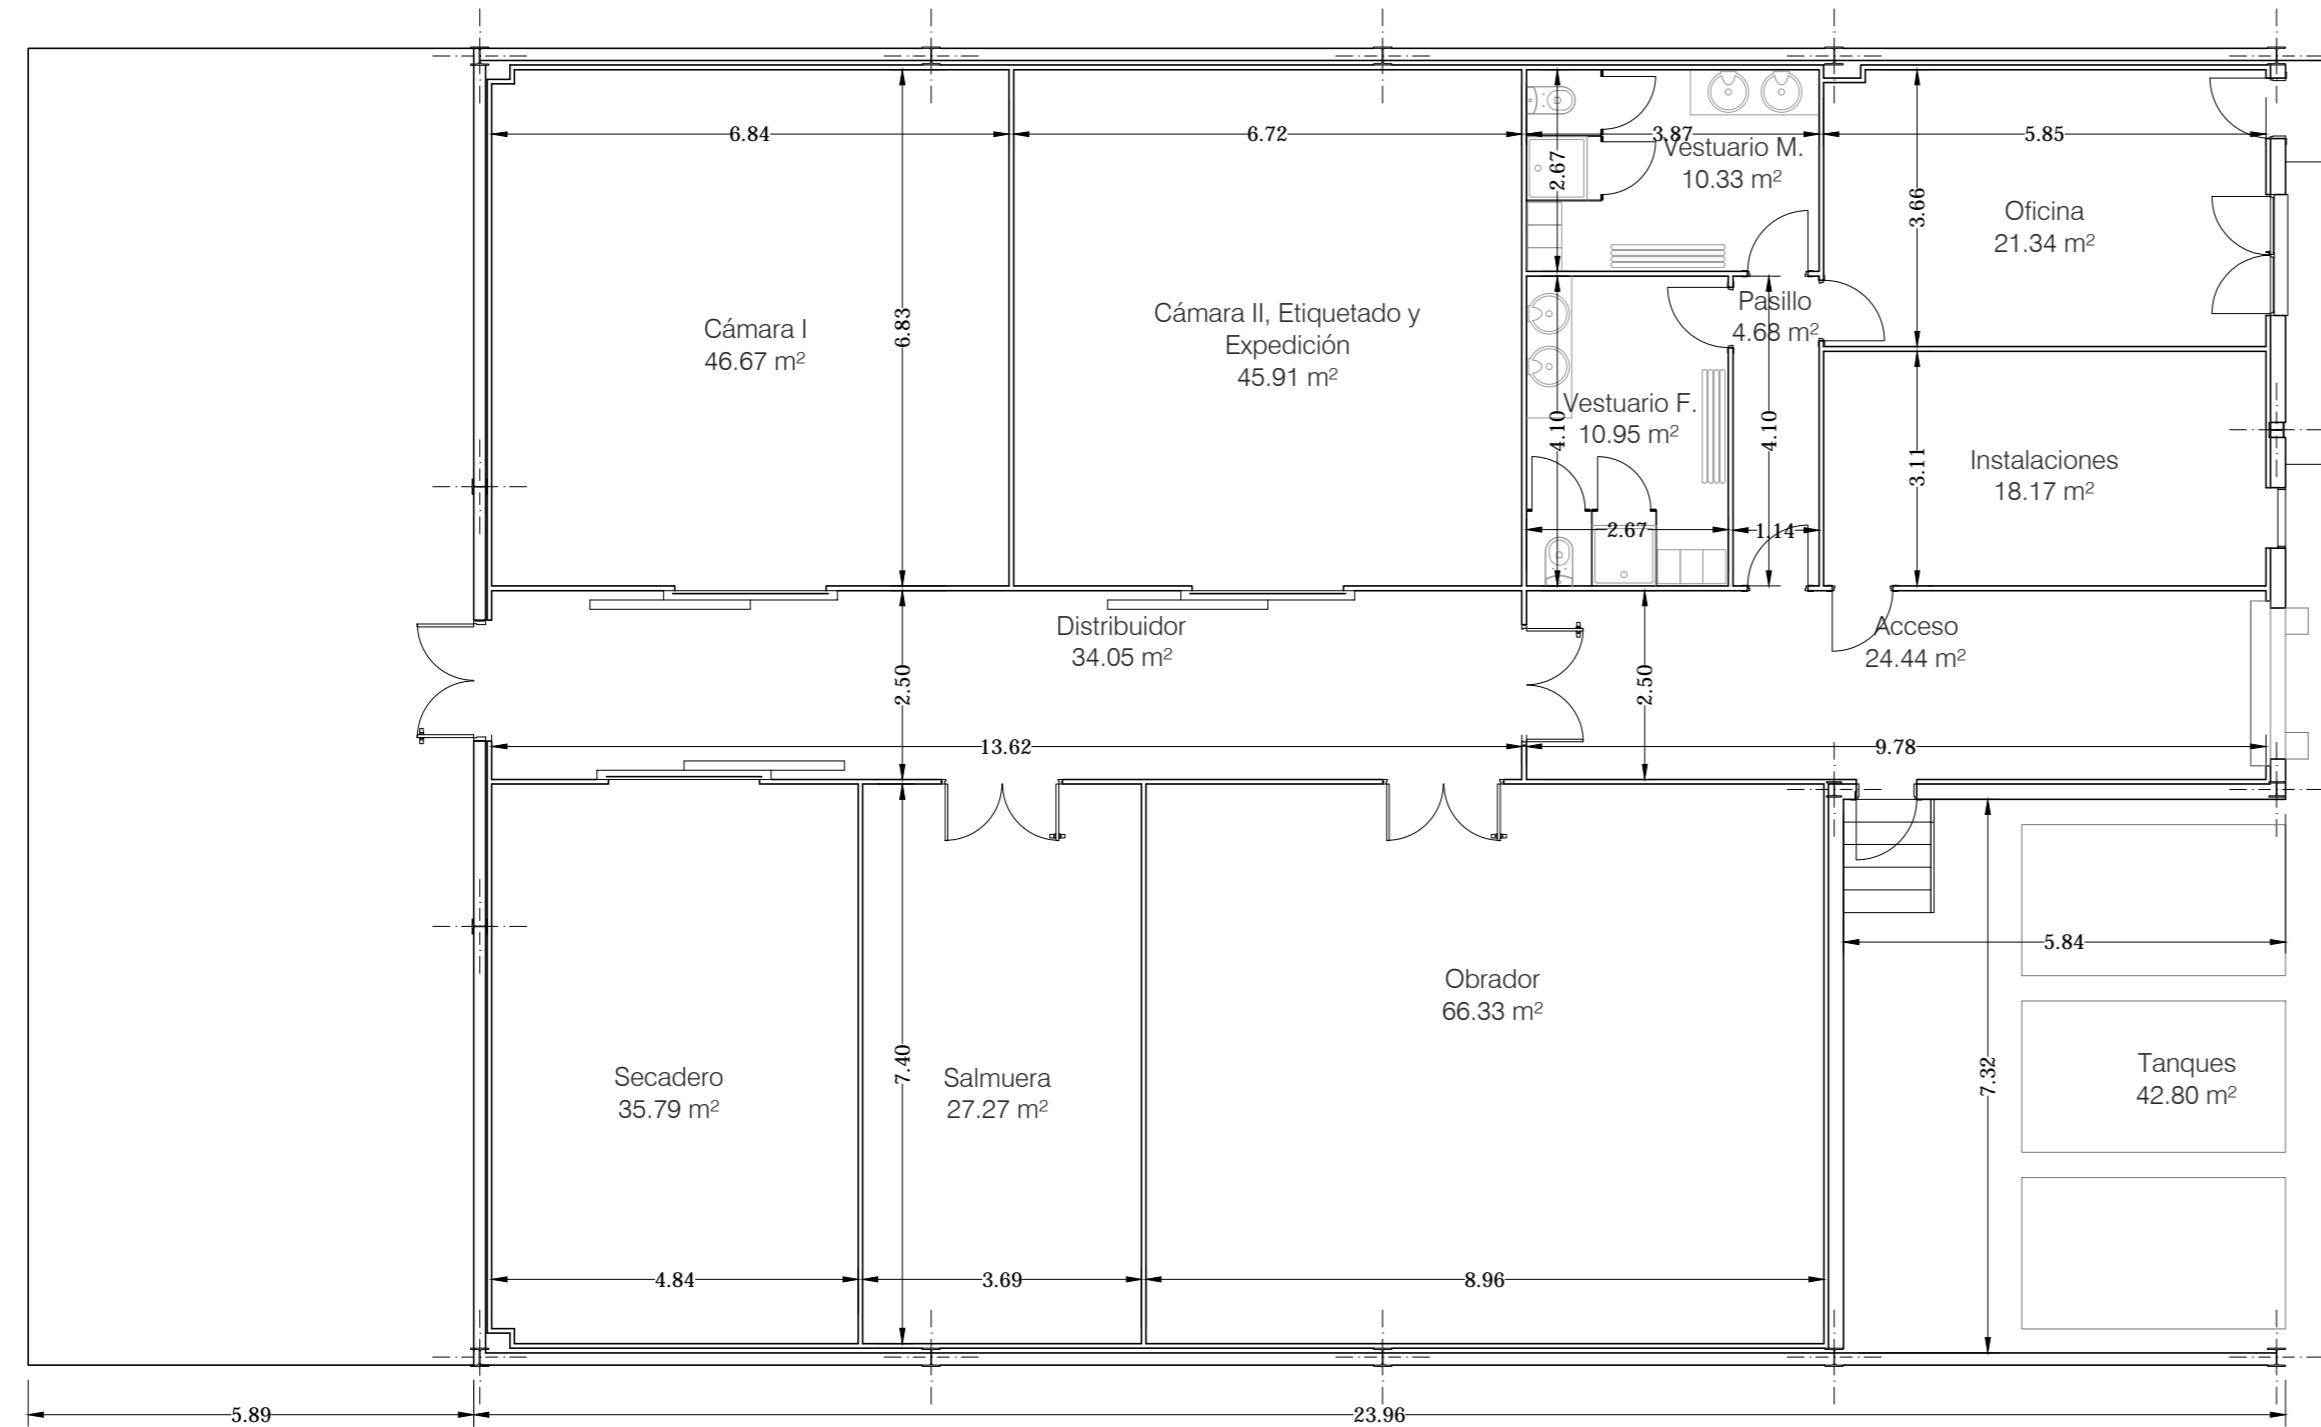 6.84
6.72
3.87
5.85
Vestuario M.
10.33 m²
2.67
3.66
Oficina
21.34 m²
Cámara I
46.67 m²
6.83
Cámara II, Etiquetado y
Expedición
45.91 m²
Pasillo
4.68 m²
Vestuario F.
10.95 m²
4.10
4.10
2.67
1.14
3.11
Instalaciones
18.17 m²
Distribuidor
34.05 m²
2.50
13.62
Acceso
24.44 m²
2.50
9.78
5.84
Obrador
66.33 m²
Secadero
35.79 m²
7.40
Salmuera
27.27 m²
7.32
Tanques
42.80 m²
4.84
3.69
8.96
5.89
23.96